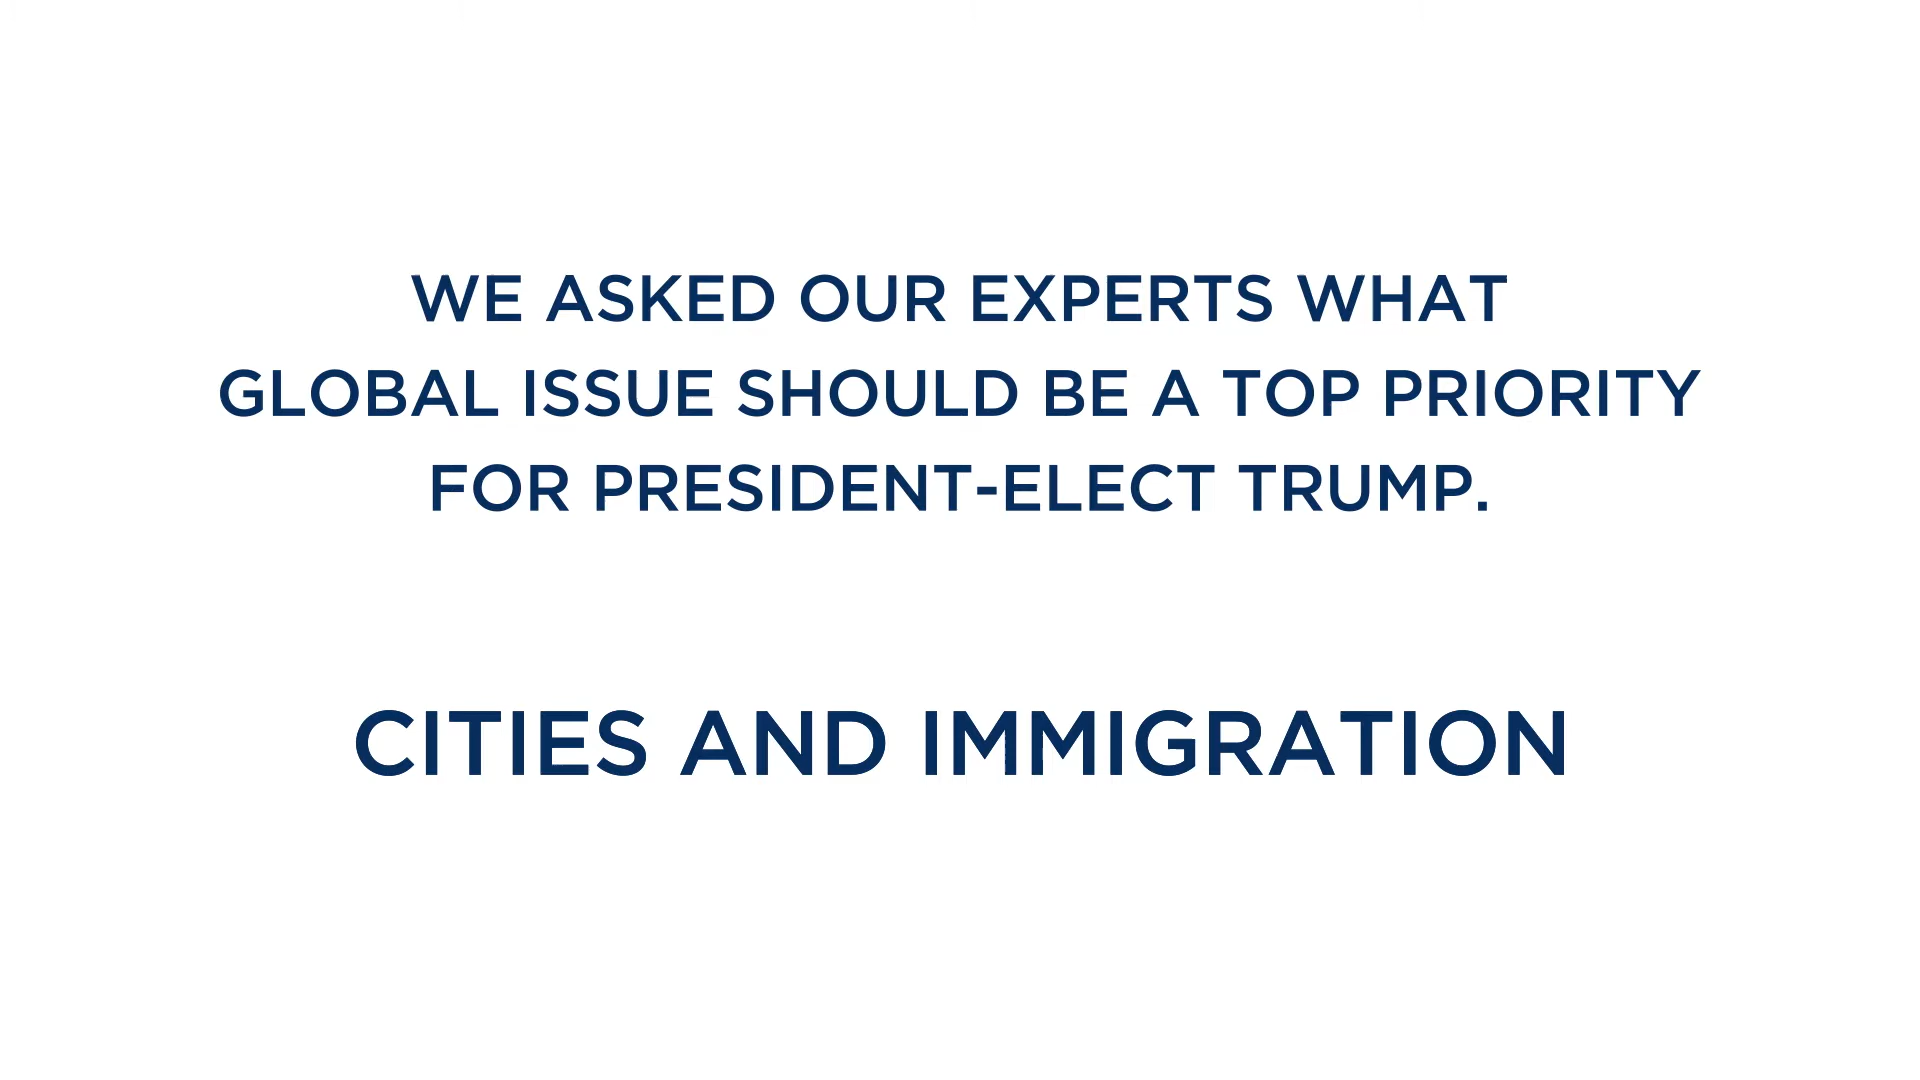 WE ASKED OUR EXPERTS WHAT
GLOBAL ISSUE SHOULD BE A TOP PRIORITY
FOR PRESIDENT-ELECT TRUMP.
CITIES AND IMMIGRATION